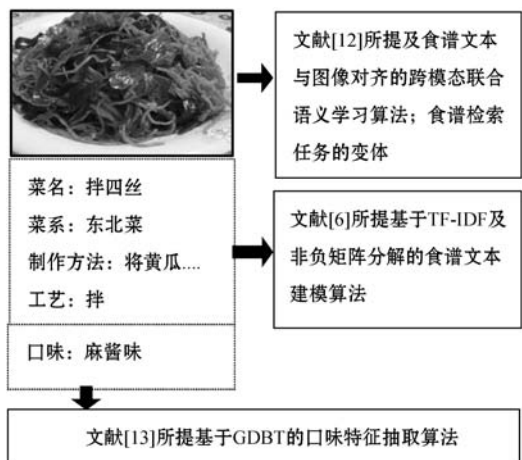 文献[12]所提及食谱文本
与图像对齐的跨模态联合
语义学习算法；食谱检索
任务的变体
菜名：拌四丝
菜系：东北菜
制作方法：将黄瓜....
工艺：拌
文献[6]所提基于TF-IDF及
非负矩阵分解的食谱文本
建模算法
口味：麻酱味
文献[13]所提基于GDBT的口味特征抽取算法